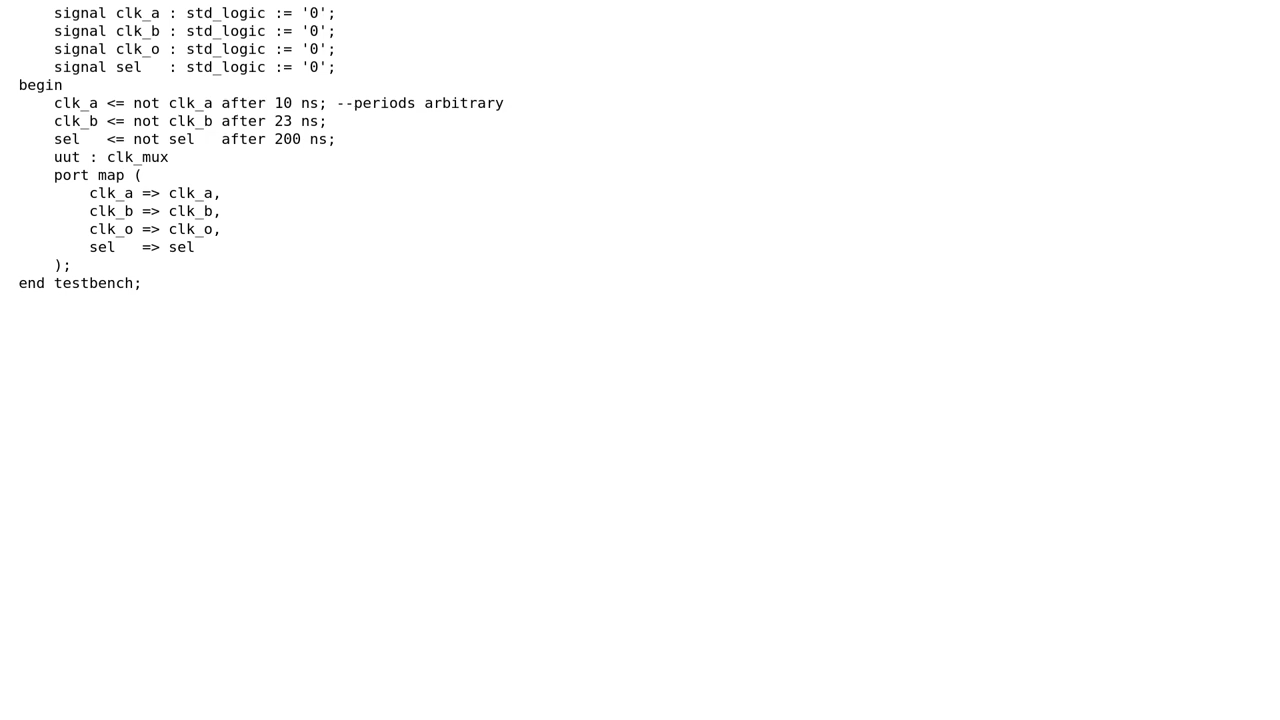 signal clk_a : std_logic := '0';
    signal clk_b : std_logic := '0';
    signal clk_o : std_logic := '0';
    signal sel   : std_logic := '0';
begin
    clk_a <= not clk_a after 10 ns; --periods arbitrary
    clk_b <= not clk_b after 23 ns;
    sel   <= not sel   after 200 ns;
    uut : clk_mux
    port map (
        clk_a => clk_a,
        clk_b => clk_b,
        clk_o => clk_o,
        sel   => sel
    );
end testbench;